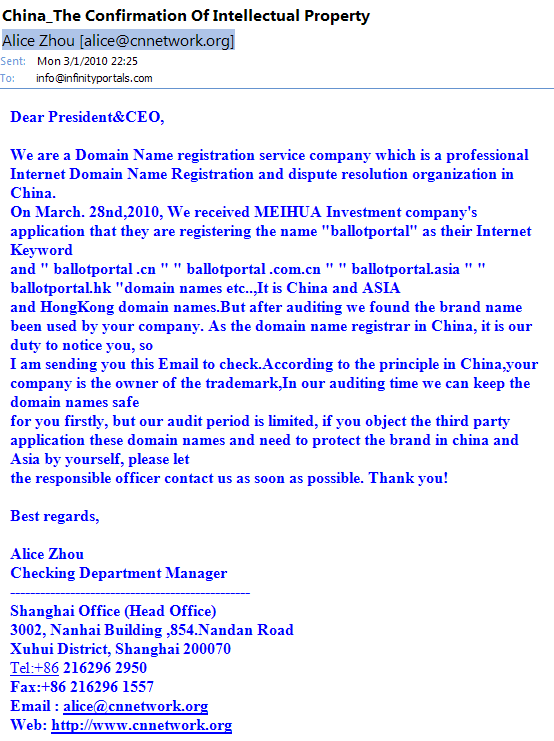 China_The Confirmation Of Intellectual Property
Alice Zhou [alice@cnnetwork.org]
Sent: Mon 3/1/2010 22:25
To: info@infinityportals.com
Dear President&CEO,
We are a Domain Name registration service company which is a professional
Internet Domain Name Registration and dispute resolution organization in
China.
On March. 28nd,2010, We received MEIHUA Investment company's
application that they are registering the name "ballotportal" as their Internet
Keyword
and " ballotportal .cn " " ballotportal .com.cn " " ballotportal.asia " "
ballotportal.hk "domain names etc..,It is China and ASIA
and HongKong domain names.But after auditing we found the brand name
been used by your company. As the domain name registrar in China, it is our
duty to notice you, so
I am sending you this Email to check.According to the principle in China,your
company is the owner of the trademark,In our auditing time we can keep the
domain names safe
for you firstly, but our audit period is limited, if you object the third party
application these domain names and need to protect the brand in china and
Asia by yourself, please let
the responsible officer contact us as soon as possible. Thank you!
Best regards,
Alice Zhou
Checking Department Manager
------------------------------------------------
Shanghai Office (Head Office)
3002, Nanhai Building ,854.Nandan Road
Xuhui District, Shanghai 200070
Tel:+86 216296 2950
Fax:+86 216296 1557
Email : alice@cnnetwork.org
Web: http://www.cnnetwork.org